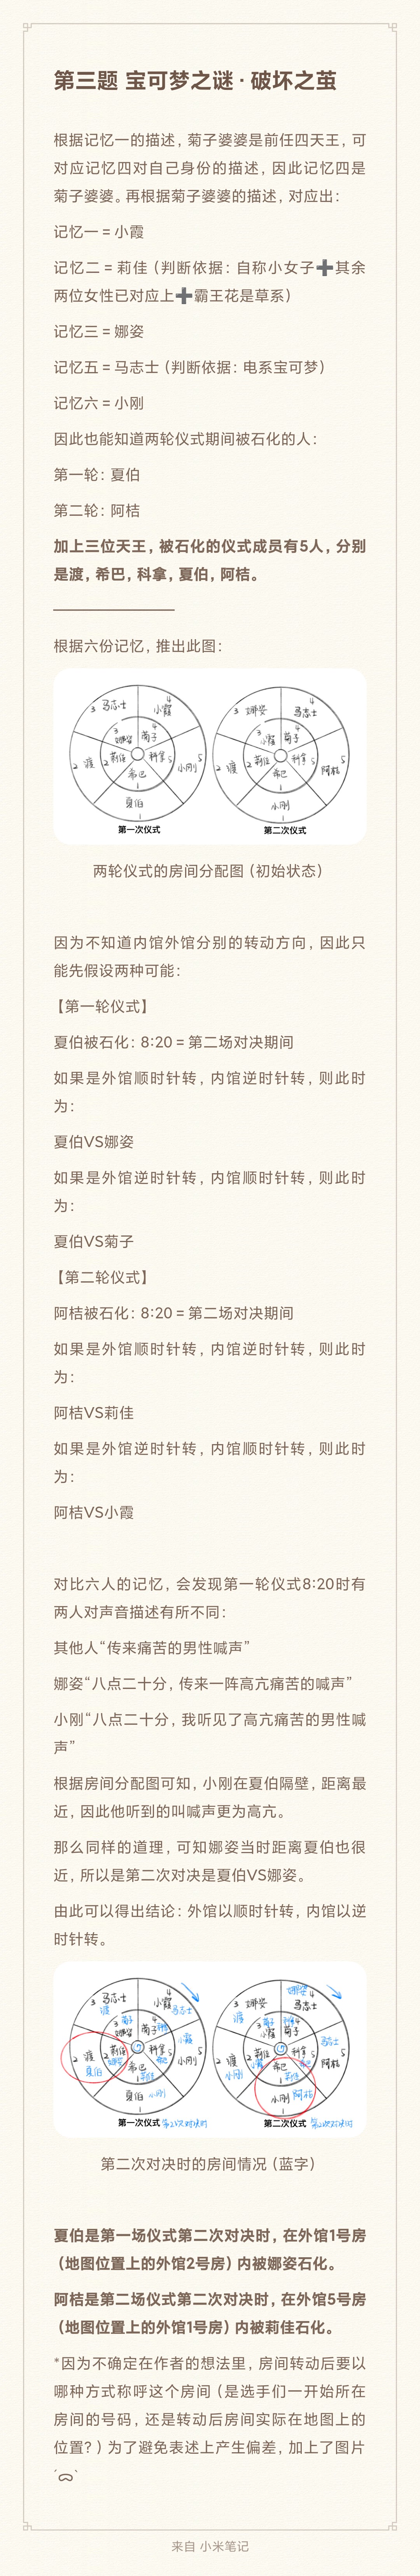 第三题 宝可梦之谜·破坏之茧
根据记忆一的描述，菊子婆婆是前任四天王，可
对应记忆四对自己身份的描述，因此记忆四是
菊子婆婆。再根据菊子婆婆的描述，对应出：
记忆一=小霞
记忆二=莉佳（判断依据：自称小女子➕其余
两位女性已对应上➕霸王花是草系）
记忆三=娜姿
记忆五=马志士（判断依据：电系宝可梦）
记忆六=小刚
因此也能知道两轮仪式期间被石化的人：
第一轮：夏伯
第二轮：阿桔
加上三位天王，被石化的仪式成员有5人，分别
是渡，希巴，科拿，夏伯，阿桔。
根据六份记忆，推出此图：
3 马志士 4 小霞
3 娜姿 4 菊子
2 渡 2 莉佳 科拿 5 小刚 5
希巴 1
夏伯 1
第一次仪式
3 娜姿 4 马志士
3 小霞 4 菊子
2 渡 2 莉佳 科拿 5 阿桔 5
希巴 1
小刚 1
第二次仪式
两轮仪式的房间分配图（初始状态）
因为不知道内馆外馆分别的转动方向，因此只
能先假设两种可能：
【第一轮仪式】
夏伯被石化：8:20=第二场对决期间
如果是外馆顺时针转，内馆逆时针转，则此时
为：
夏伯VS娜姿
如果是外馆逆时针转，内馆顺时针转，则此时
为：
夏伯VS菊子
【第二轮仪式】
阿桔被石化：8:20=第二场对决期间
如果是外馆顺时针转，内馆逆时针转，则此时
为：
阿桔VS莉佳
如果是外馆逆时针转，内馆顺时针转，则此时
为：
阿桔VS小霞
对比六人的记忆，会发现第一轮仪式8:20时有
两人对声音描述有所不同：
其他人“传来痛苦的男性喊声”
娜姿“八点二十分，传来一阵高亢痛苦的喊声”
小刚“八点二十分，我听见了高亢痛苦的男性喊
声”
根据房间分配图可知，小刚在夏伯隔壁，距离最
近，因此他听到的叫喊声更为高亢。
那么同样的道理，可知娜姿当时距离夏伯也很
近，所以是第二次对决是夏伯VS娜姿。
由此可以得出结论：外馆以顺时针转，内馆以逆
时针转。
3 马志士 渡 4 小霞 马志士
3 娜姿 菊子 4 菊子
2 渡 夏伯 2 莉佳 娜姿 科拿 5 小刚 5 小霞
希巴 莉佳
夏伯 小刚 1
第一次仪式 第2次对决时
3 娜姿 渡 4 马志士 娜姿
3 小霞 菊子 4 菊子
2 渡 小刚 2 莉佳 小霞 科拿 5 阿桔 5
希巴 莉佳
小刚 阿桔 1
第二次仪式 第2次对决时
第二次对决时的房间情况（蓝字）
夏伯是第一场仪式第二次对决时，在外馆1号房
（地图位置上的外馆2号房）内被娜姿石化。
阿桔是第二场仪式第二次对决时，在外馆5号房
（地图位置上的外馆1号房）内被莉佳石化。
*因为不确定在作者的想法里，房间转动后要以
哪种方式称呼这个房间（是选手们一开始所在
房间的号码，还是转动后房间实际在地图上的
位置？）为了避免表述上产生偏差，加上了图片
来自 小米笔记